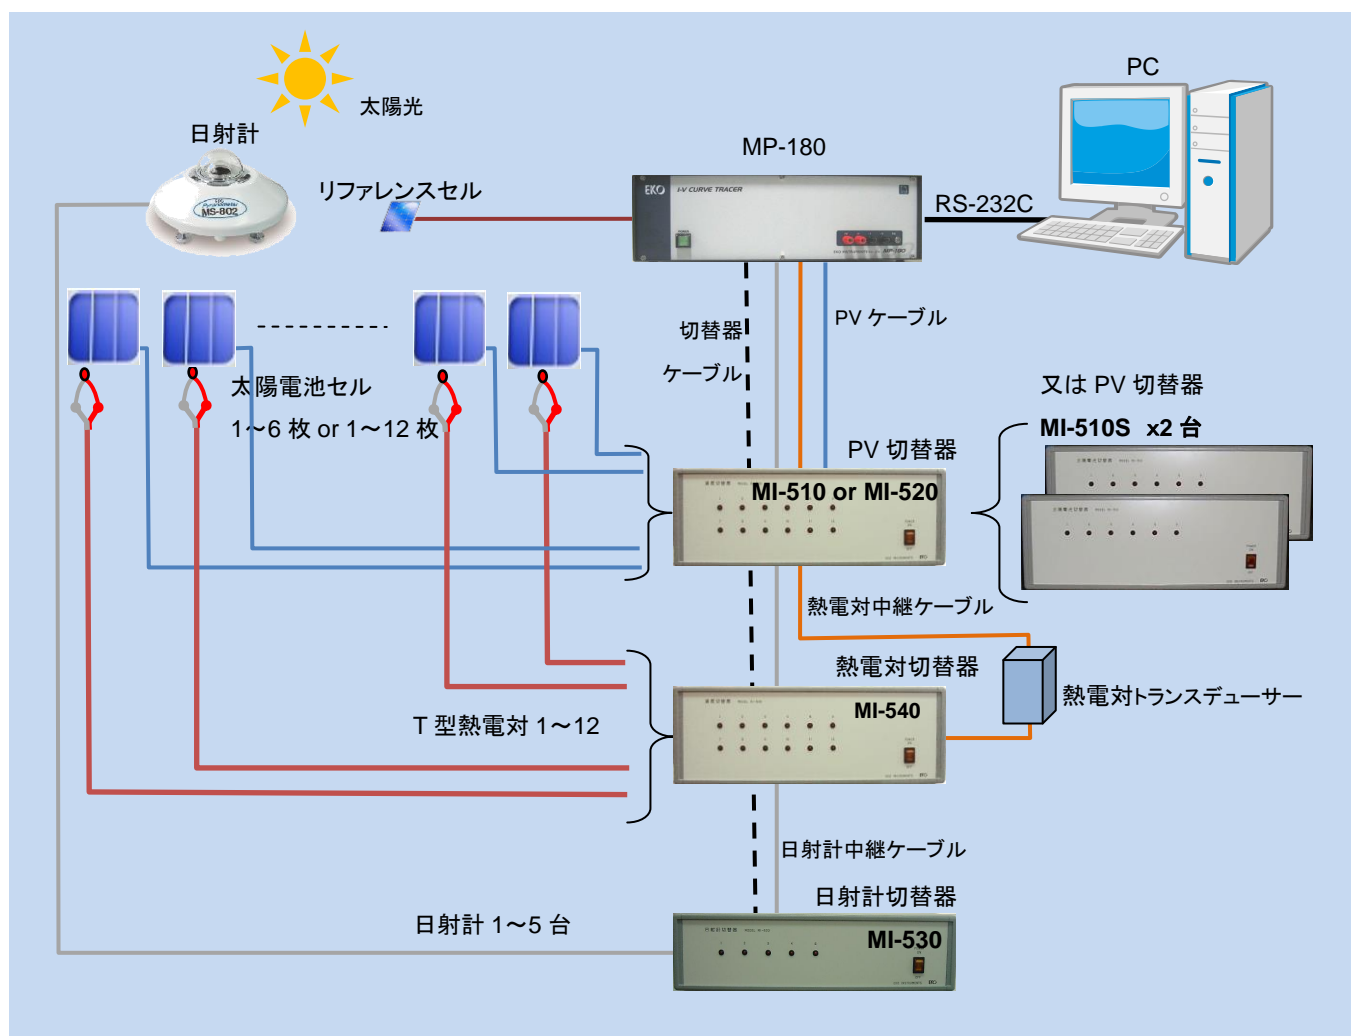 太陽光
日射計
MS-802
リファレンスセル
MP-180
EKO I-V CURVE TRACER
MP-180
RS-232C
PC
切替器
ケーブル
PV ケーブル
太陽電池セル
1～6 枚 or 1～12 枚
PV 切替器
MI-510 or MI-520
又は PV 切替器
MI-510S x2 台
熱電対中継ケーブル
熱電対切替器
MI-540
熱電対トランスデューサー
T 型熱電対 1～12
日射計中継ケーブル
日射計切替器
日射計 1～5 台
MI-530